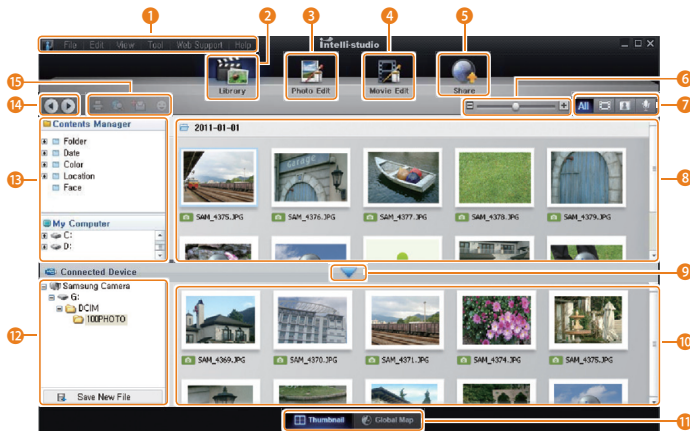 1
2
3
4
5
File Edit View Tool Web Support Help
intelli-studio
Library
Photo Edit
Movie Edit
Share
15
6
14
All
7
Contents Manager
2011-01-01
Folder
Date
Color
Location
Face
13
8
SAM_4375.JPG
SAM_4376.JPG
SAM_4377.JPG
SAM_4378.JPG
SAM_4379.JPG
My Computer
C:
D:
Connected Device
9
Samsung Camera
G:
DCIM
100PHOTO
12
10
SAM_4369.JPG
SAM_4370.JPG
SAM_4371.JPG
SAM_4374.JPG
SAM_4375.JPG
Save New File
Thumbnail
Global Map
11